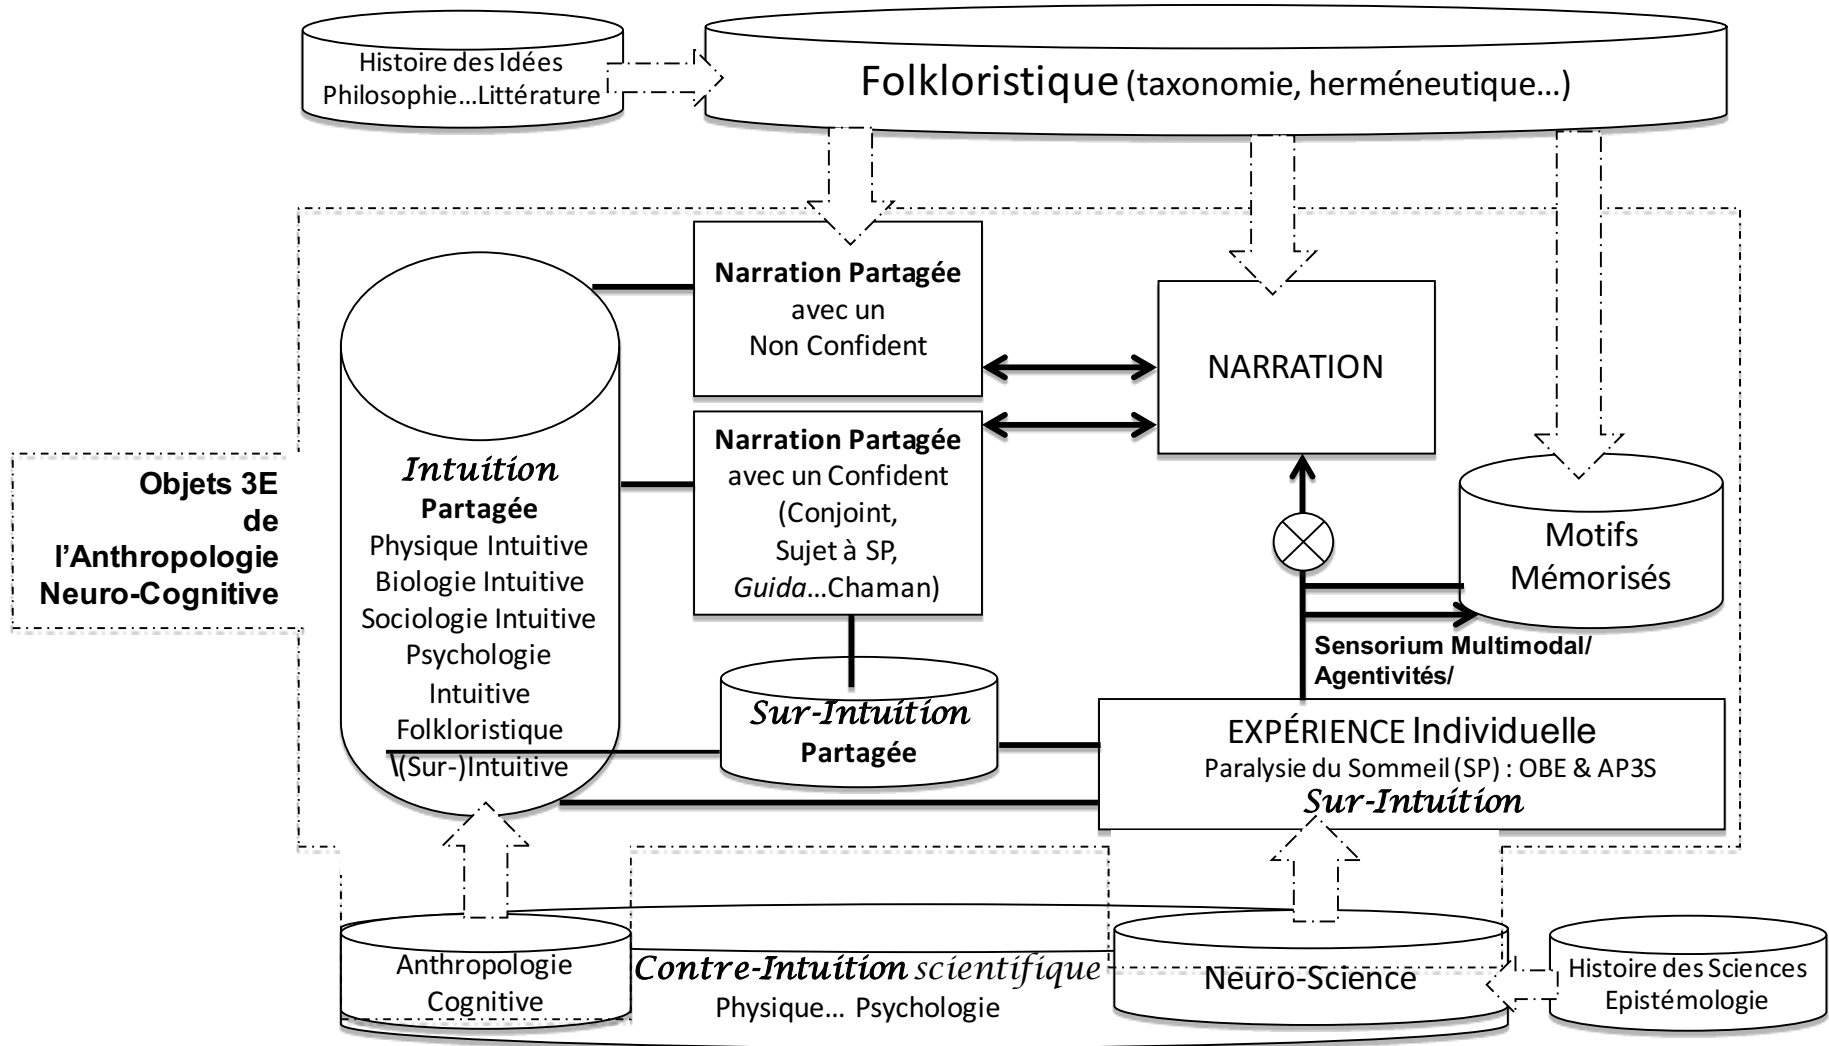 Histoire des Idées
Philosophie...Littérature
Folkloristique (taxonomie, herméneutique...)
Narration Partagée
avec un
Non Confident
NARRATION
Narration Partagée
avec un Confident
(Conjoint,
Sujet à SP,
Guida...Chaman)
Intuition
Partagée
Physique Intuitive
Biologie Intuitive
Sociologie Intuitive
Psychologie
Intuitive
Folkloristique
\(Sur-)Intuitive
Objets 3E
de
l'Anthropologie
Neuro-Cognitive
Motifs
Mémorisés
Sensorium Multimodal/
Agentivités/
Sur-Intuition
Partagée
EXPÉRIENCE Individuelle
Paralysie du Sommeil (SP) : OBE & AP3S
Sur-Intuition
Anthropologie
Cognitive
Contre-Intuition scientifique
Physique... Psychologie
Neuro-Science
Histoire des Sciences
Epistémologie